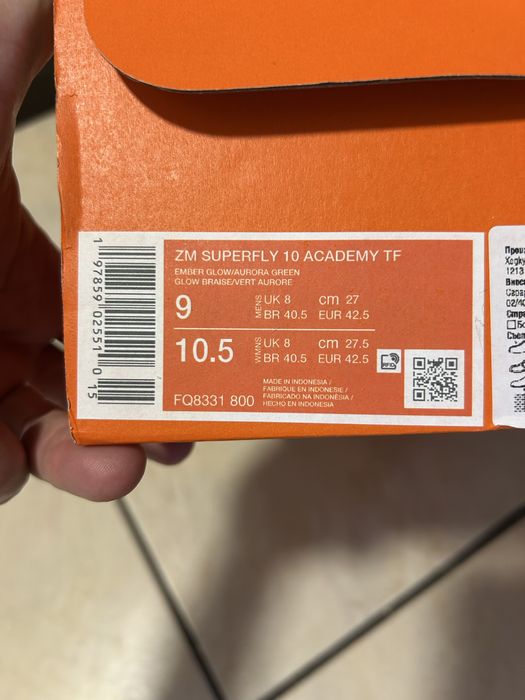 ZM SUPERFLY 10 ACADEMY TF
EMBER GLOW/AURORA GREEN
GLOW BRAISE/VERT AURORE
9 MENS UK 8 cm 27
BR 40.5 EUR 42.5
10.5 WMNS UK 8 cm 27.5
BR 40.5 EUR 42.5
RFID
MADE IN INDONESIA /
FABRIQUE EN INDONESIE /
FABRICADO NA INDONÉSIA /
HECHO EN INDONESIA
FQ8331 800
1 97859 02551 0 15
1213
02/40